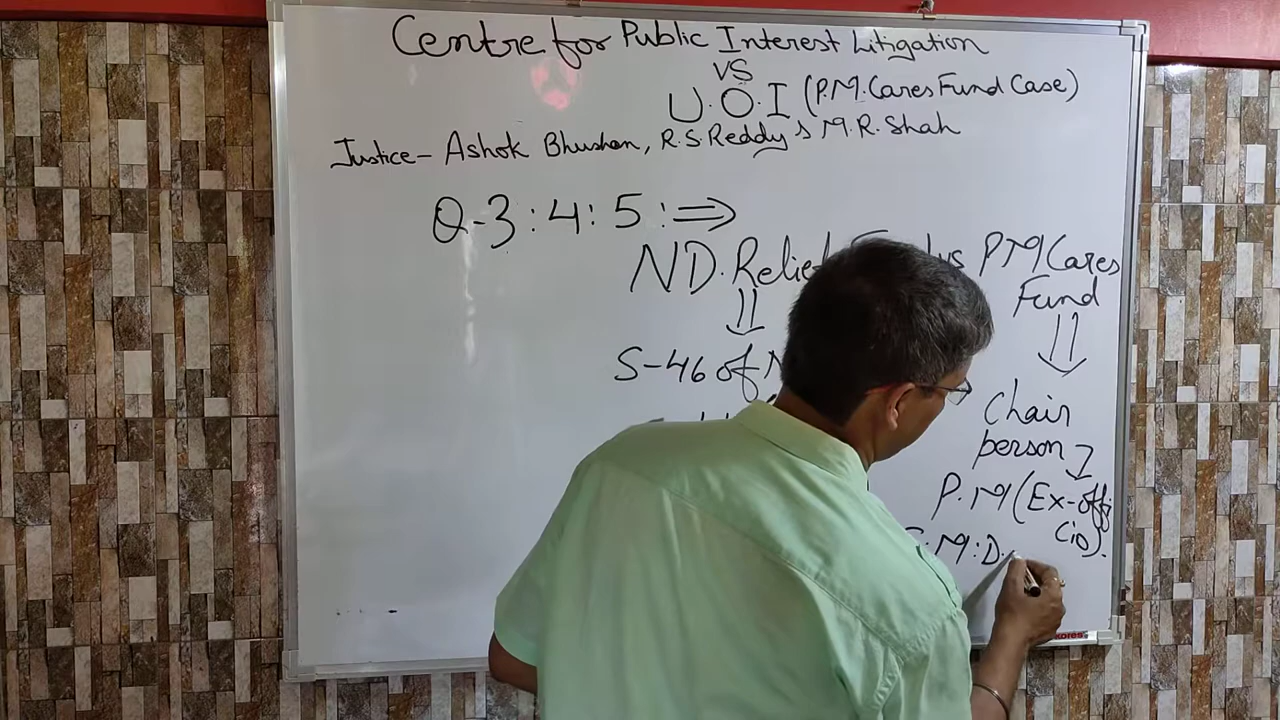 Centre for Public Interest Litigation
VS
U.O.I (P.M.Cares Fund Case)
Justice- Ashok Bhushan, R.S.Reddy & M.R.Shah
Q-3:4:5:⇒
ND.Relief vs PM Cares
Fund
S-46 of
Chair
person
P.M (Ex-offi
cio).
M:D.
kores